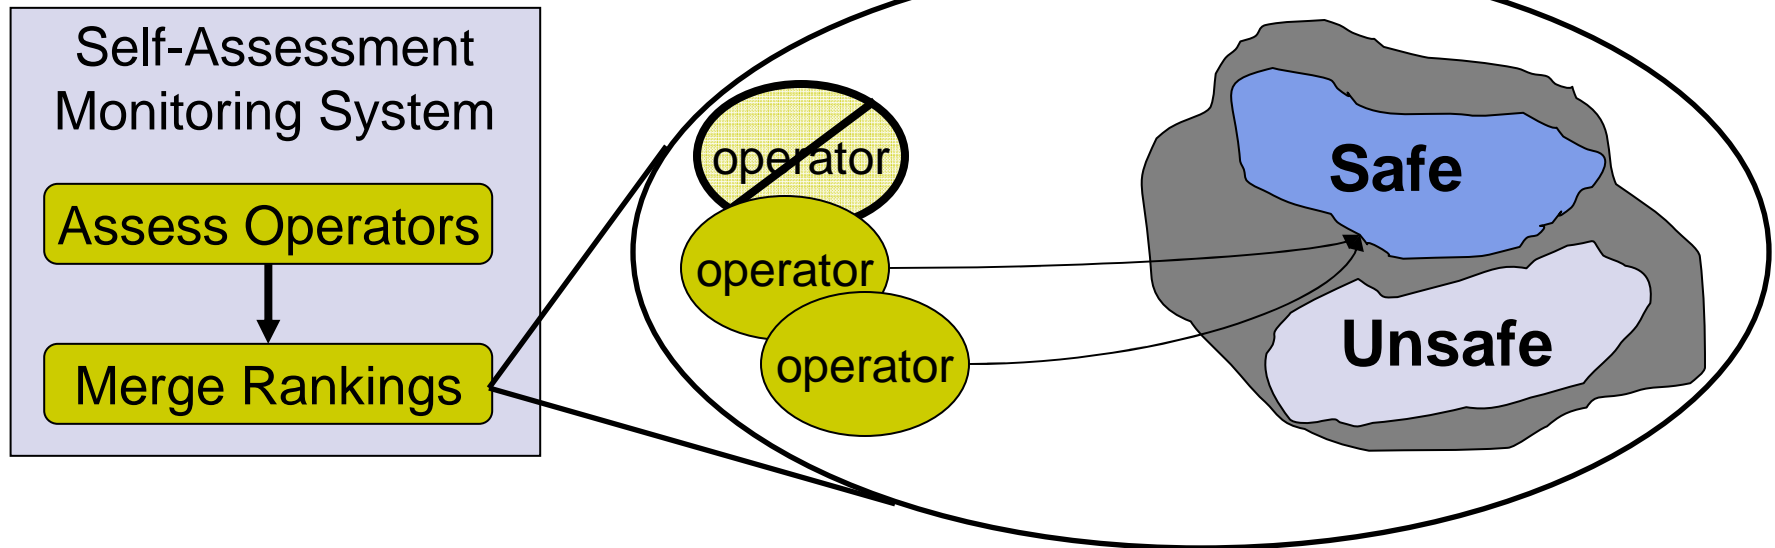 Self-Assessment
Monitoring System
Assess Operators
Merge Rankings
operator
operator
operator
Safe
Unsafe